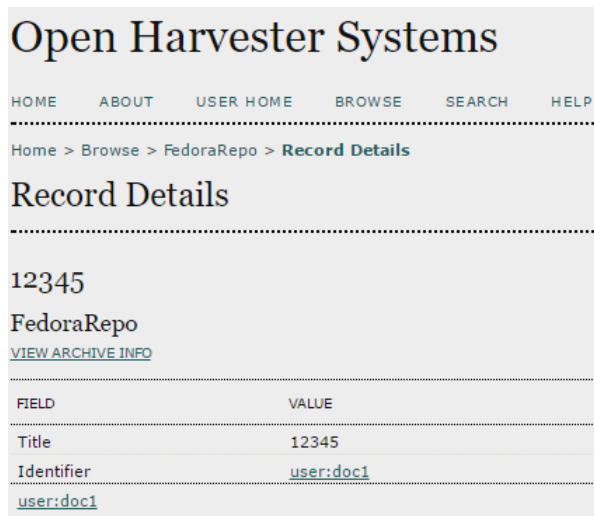 Open Harvester Systems
HOME ABOUT USER HOME BROWSE SEARCH HELP
Home > Browse > FedoraRepo > Record Details
Record Details
12345
FedoraRepo
VIEW ARCHIVE INFO
FIELD VALUE
Title 12345
Identifier user:doc1
user:doc1